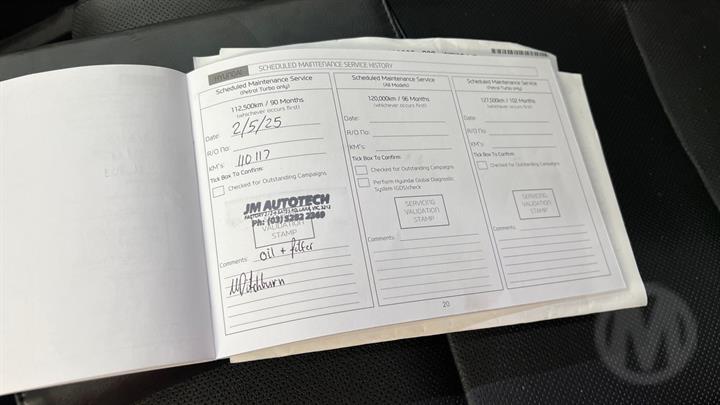 HYUNDAI SCHEDULED MAINTENANCE SERVICE HISTORY
Scheduled Maintenance Service
(Petrol Turbo only)
112,500km / 90 Months
(whichever occurs first)
Date: 2/5/25
R/O No:
KM's: 110 117
Tick Box To Confirm:
Checked for Outstanding Campaigns
JM AUTOTECH
Ph: (03) 5282 2269
VALIDATION
STAMP
Comments: oil + filter
Scheduled Maintenance Service
(All Models)
120,000km / 96 Months
(whichever occurs first)
Date:
R/O No:
KM's:
Tick Box To Confirm:
Checked for Outstanding Campaigns
Perform Hyundai Global Diagnostic
System (GDS)check
SERVICING
VALIDATION
STAMP
Comments:
Scheduled Maintenance Service
(Petrol Turbo only)
127,500km / 102 Months
(whichever occurs first)
Date:
R/O No:
KM's:
Tick Box To Confirm:
Checked for Outstanding Campaigns
SERVICING
VALIDATION
STAMP
Comments:
20
M